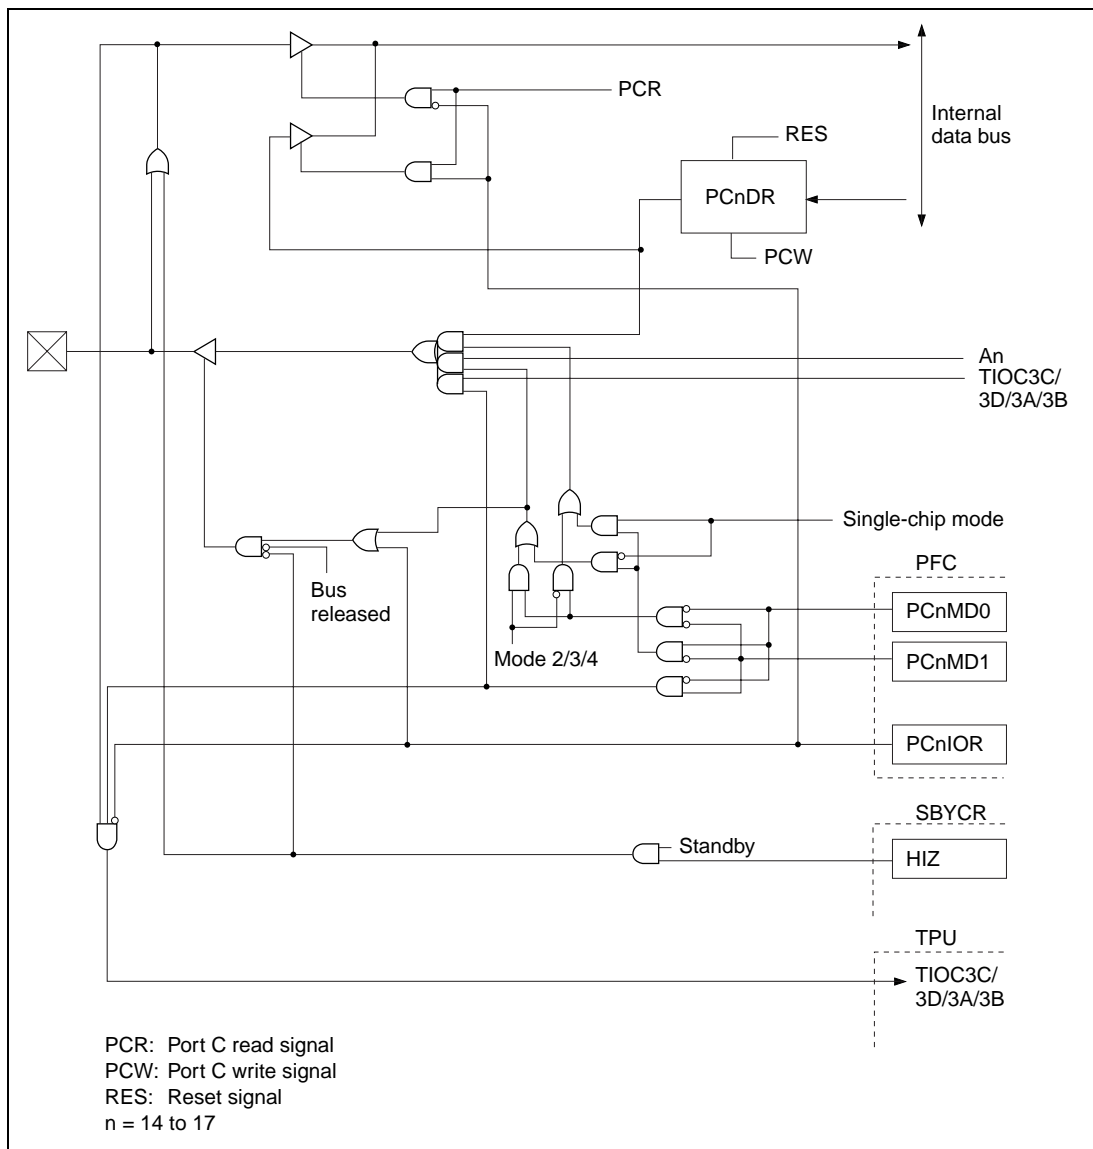 PCR
Internal
data bus
RES
PCnDR
PCW
An
TIOC3C/
3D/3A/3B
Single-chip mode
Bus
released
Mode 2/3/4
PFC
PCnMD0
PCnMD1
PCnIOR
SBYCR
Standby
HIZ
TPU
TIOC3C/
3D/3A/3B
PCR: Port C read signal
PCW: Port C write signal
RES: Reset signal
n = 14 to 17